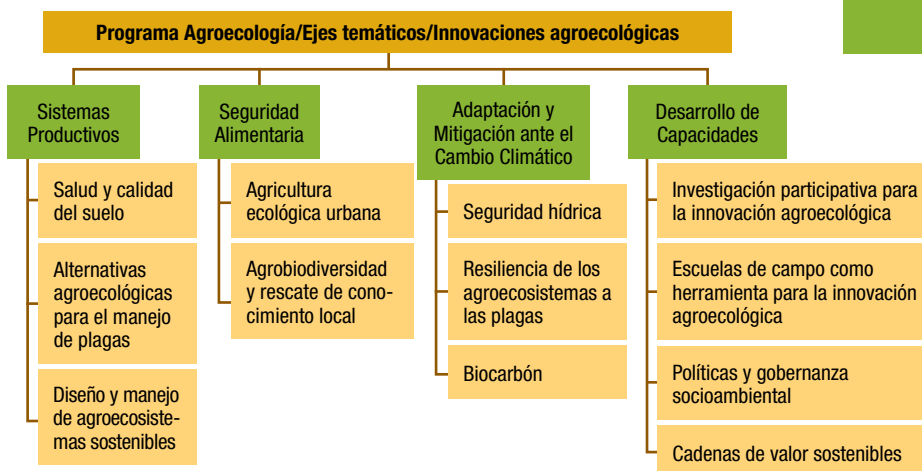 Programa Agroecología/Ejes temáticos/Innovaciones agroecológicas
Sistemas
Productivos
Salud y calidad
del suelo
Alternativas
agroecológicas
para el manejo
de plagas
Diseño y manejo
de agroecosiste-
mas sostenibles
Seguridad
Alimentaria
Agricultura
ecológica urbana
Agrobiodiversidad
y rescate de cono-
cimiento local
Adaptación y
Mitigación ante el
Cambio Climático
Seguridad hídrica
Resiliencia de los
agroecosistemas a
las plagas
Biocarbón
Desarrollo de
Capacidades
Investigación participativa para
la innovación agroecológica
Escuelas de campo como
herramienta para la innovación
agroecológica
Políticas y gobernanza
socioambiental
Cadenas de valor sostenibles